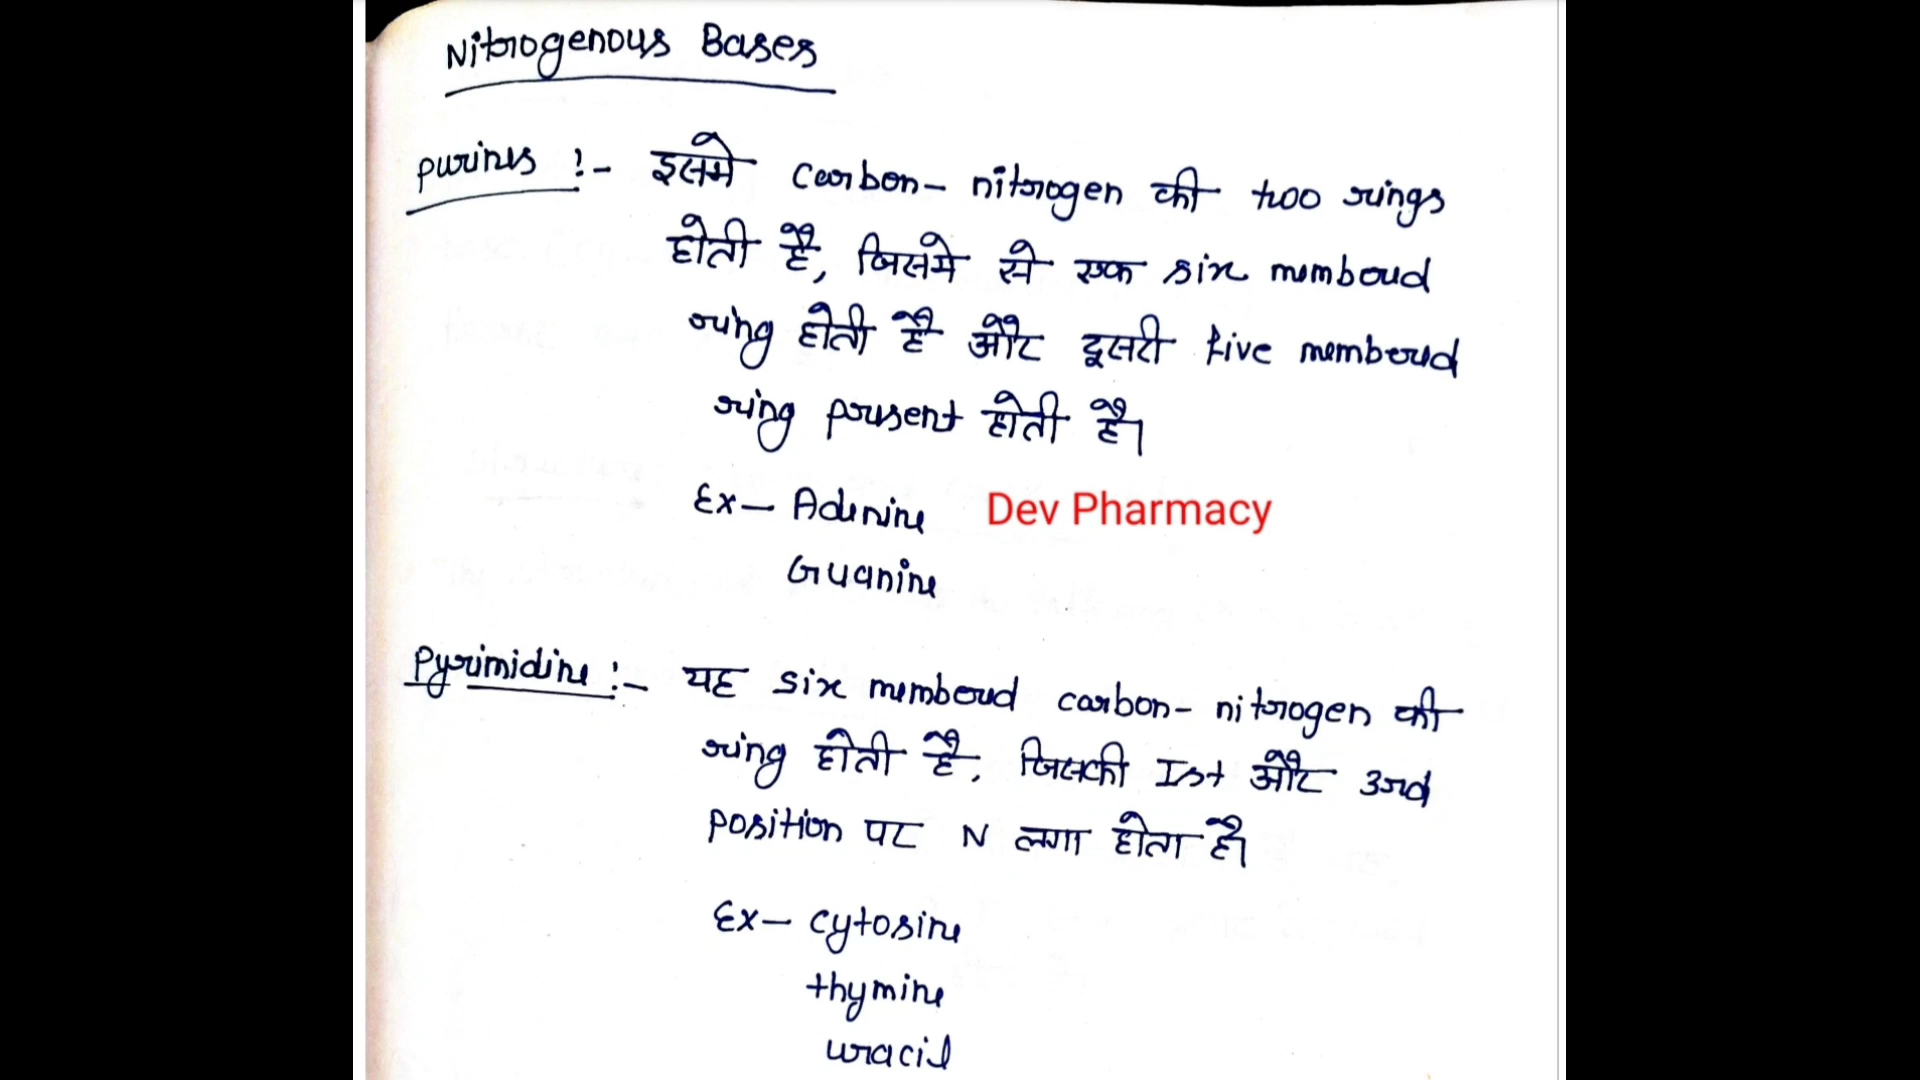 Nitrogenous Bases
Purines :- इसमे carbon- nitrogen की two rings
होती है, जिसमे से एक six membered
ring होती है और दूसरी five membered
ring present होती है।
Ex- Adenine Dev Pharmacy
Guanine
Pyrimidine :- यह six membered carbon- nitrogen की
ring होती है, जिसकी Ist और 3rd
position पर N लगा होता है।
Ex- cytosine
thymine
uracil